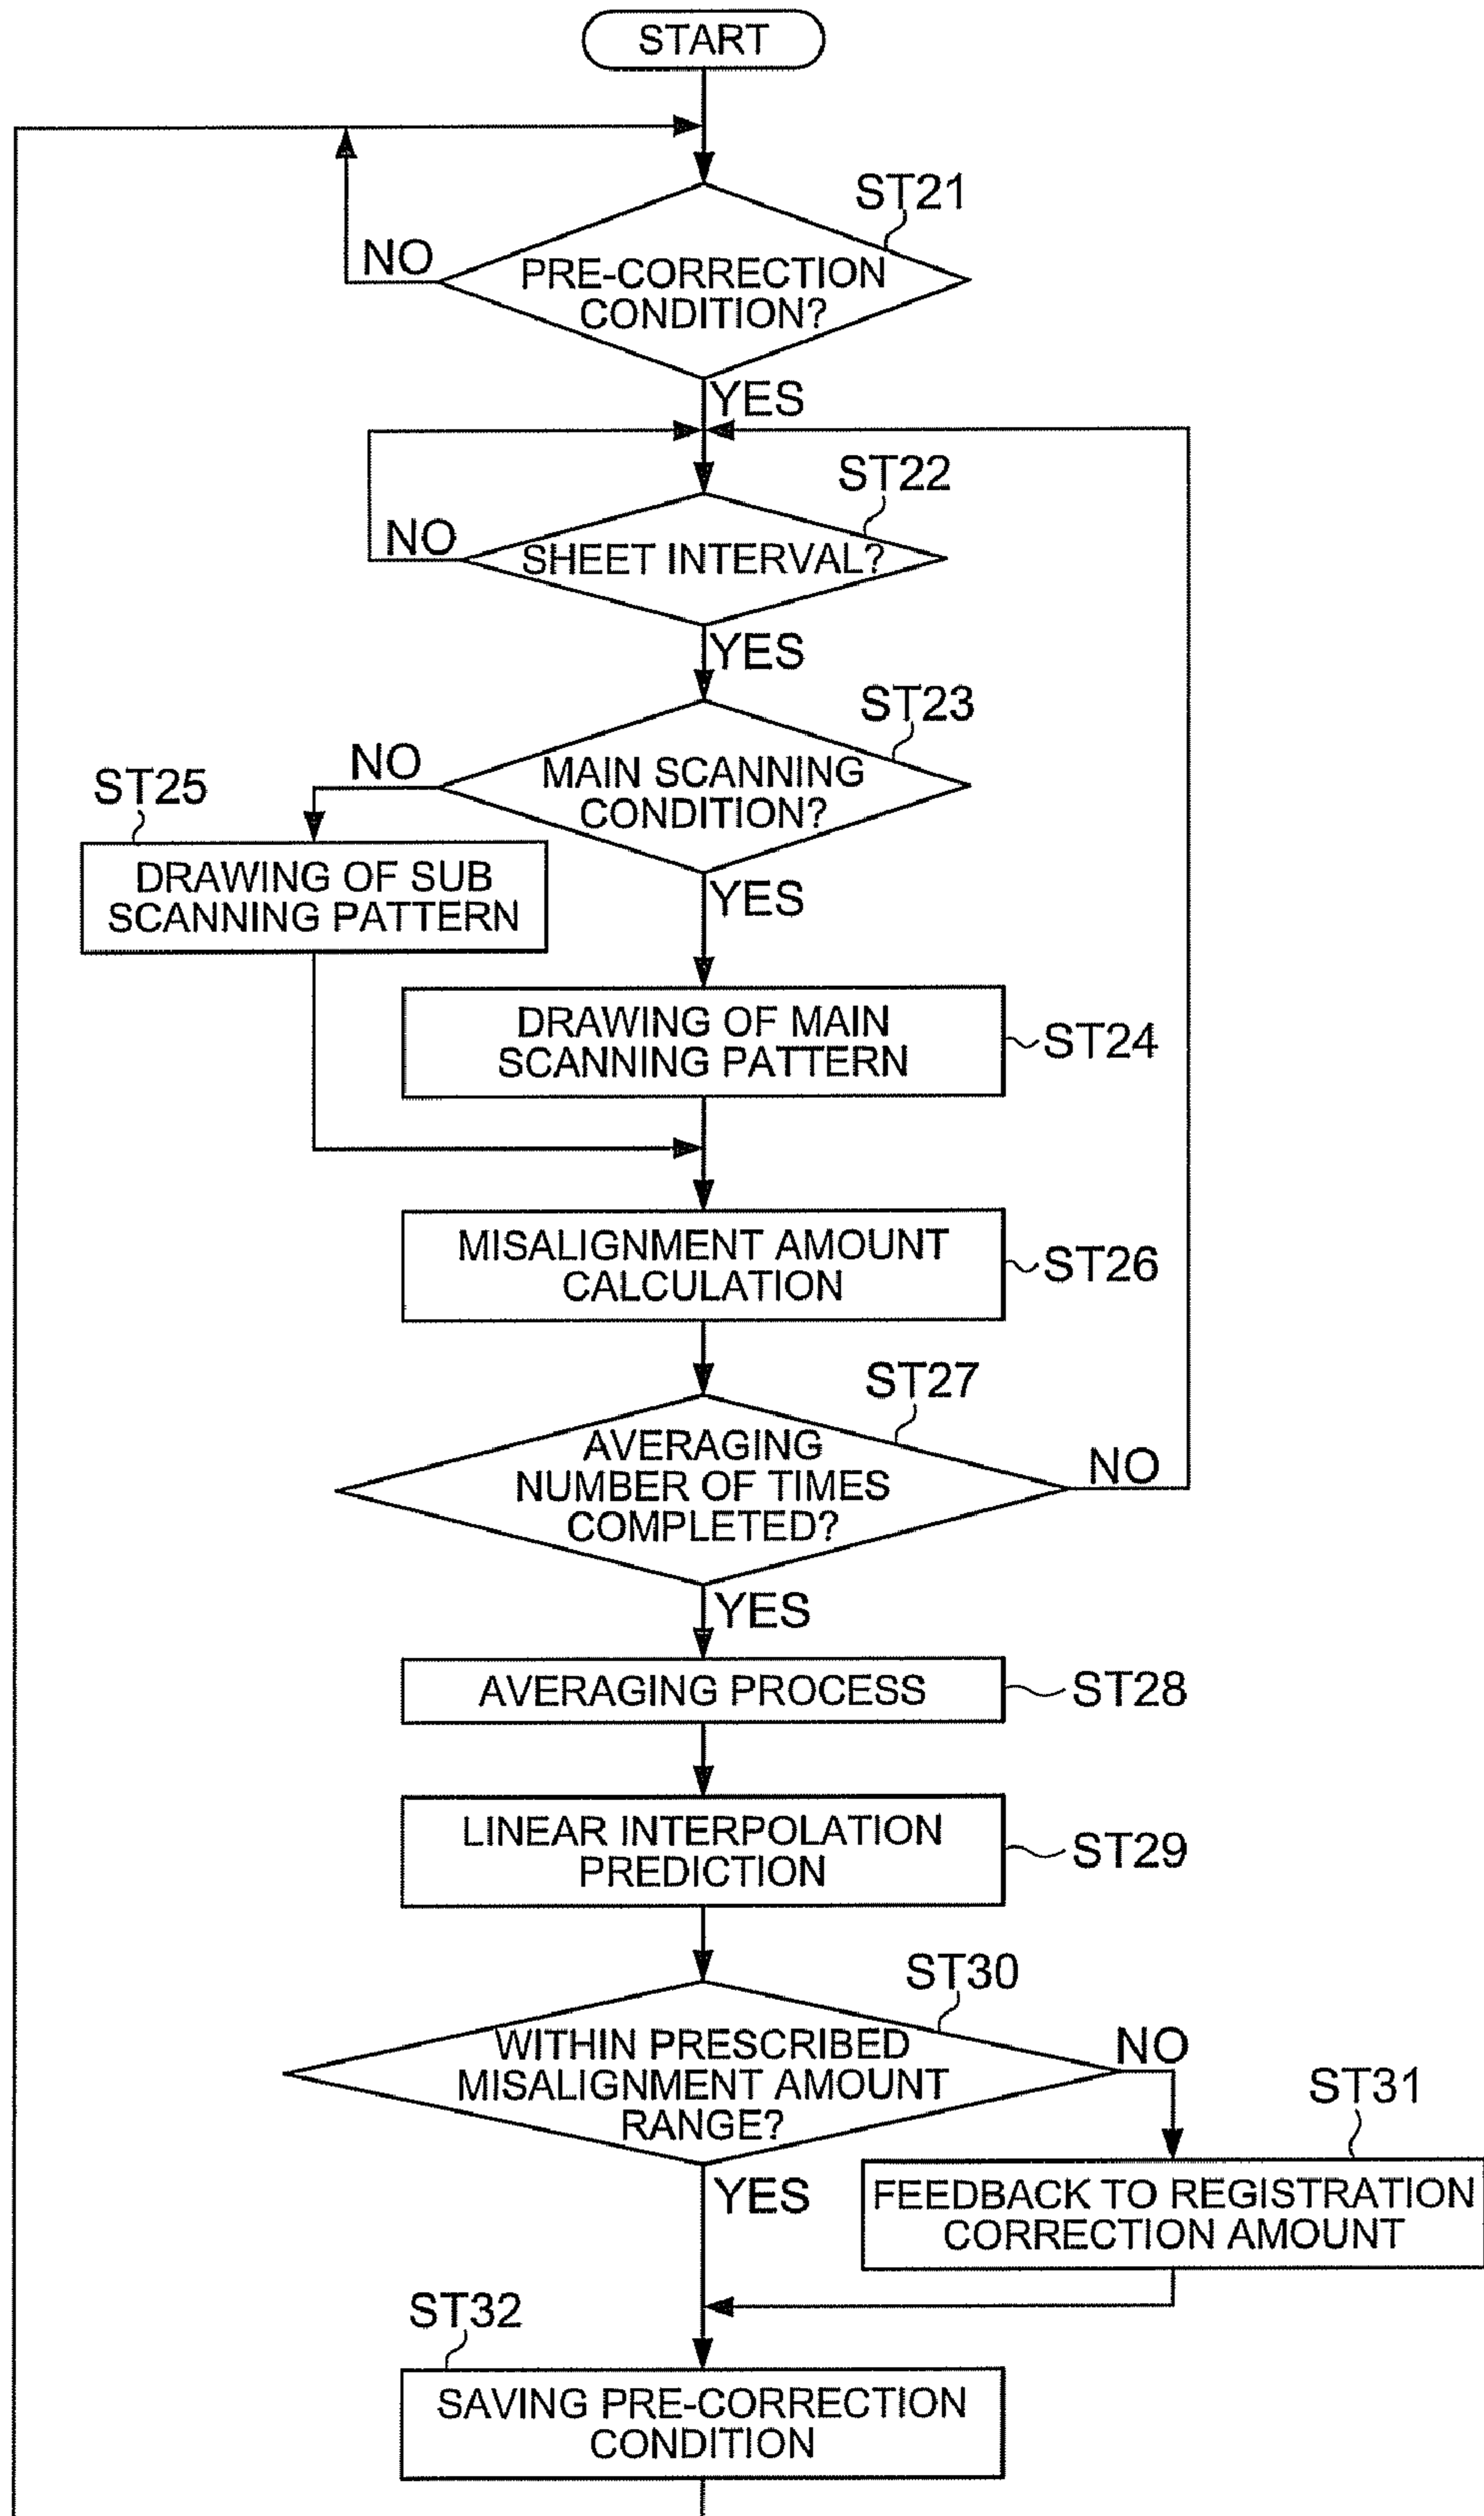 START
ST21
NO
PRE-CORRECTION
CONDITION?
YES
ST22
NO
SHEET INTERVAL?
YES
ST23
NO
MAIN SCANNING
CONDITION?
ST25
DRAWING OF SUB
SCANNING PATTERN
YES
DRAWING OF MAIN
SCANNING PATTERN
ST24
MISALIGNMENT AMOUNT
CALCULATION
ST26
ST27
AVERAGING
NUMBER OF TIMES
COMPLETED?
NO
YES
AVERAGING PROCESS
ST28
LINEAR INTERPOLATION
PREDICTION
ST29
ST30
WITHIN PRESCRIBED
MISALIGNMENT AMOUNT
RANGE?
NO
ST31
YES
FEEDBACK TO REGISTRATION
CORRECTION AMOUNT
ST32
SAVING PRE-CORRECTION
CONDITION